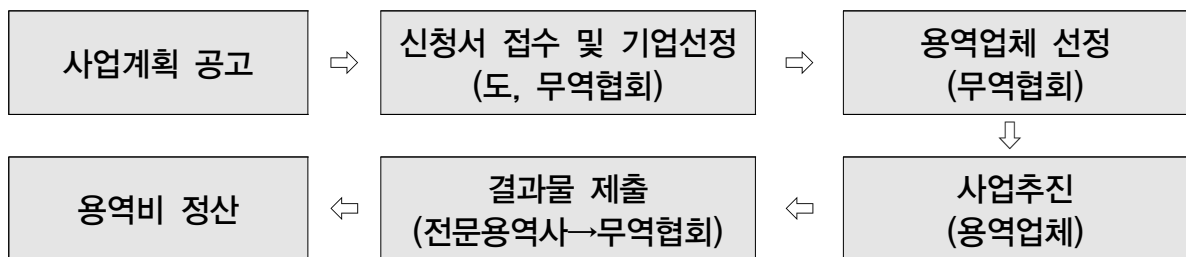 사업계획 공고
신청서 접수 및 기업선정
(도, 무역협회)
용역업체 선정
(무역협회)
사업추진
(용역업체)
결과물 제출
(전문용역사→무역협회)
용역비 정산